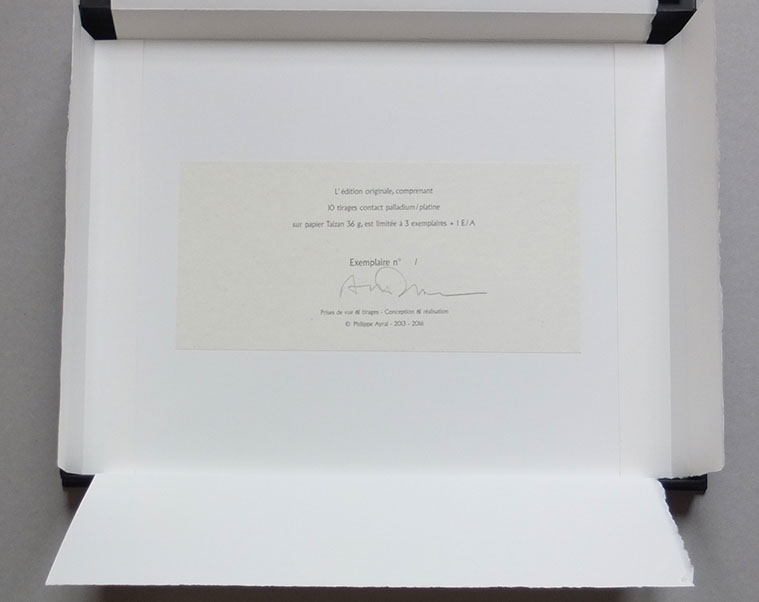 L'édition originale, comprenant
10 tirages contact palladium/platine
sur papier Taizan 36 g, est limitée à 3 exemplaires + 1 E/A
Exemplaire n° 1
Prises de vue & tirages - Conception & réalisation
© Philippe Ayral - 2013 - 2016